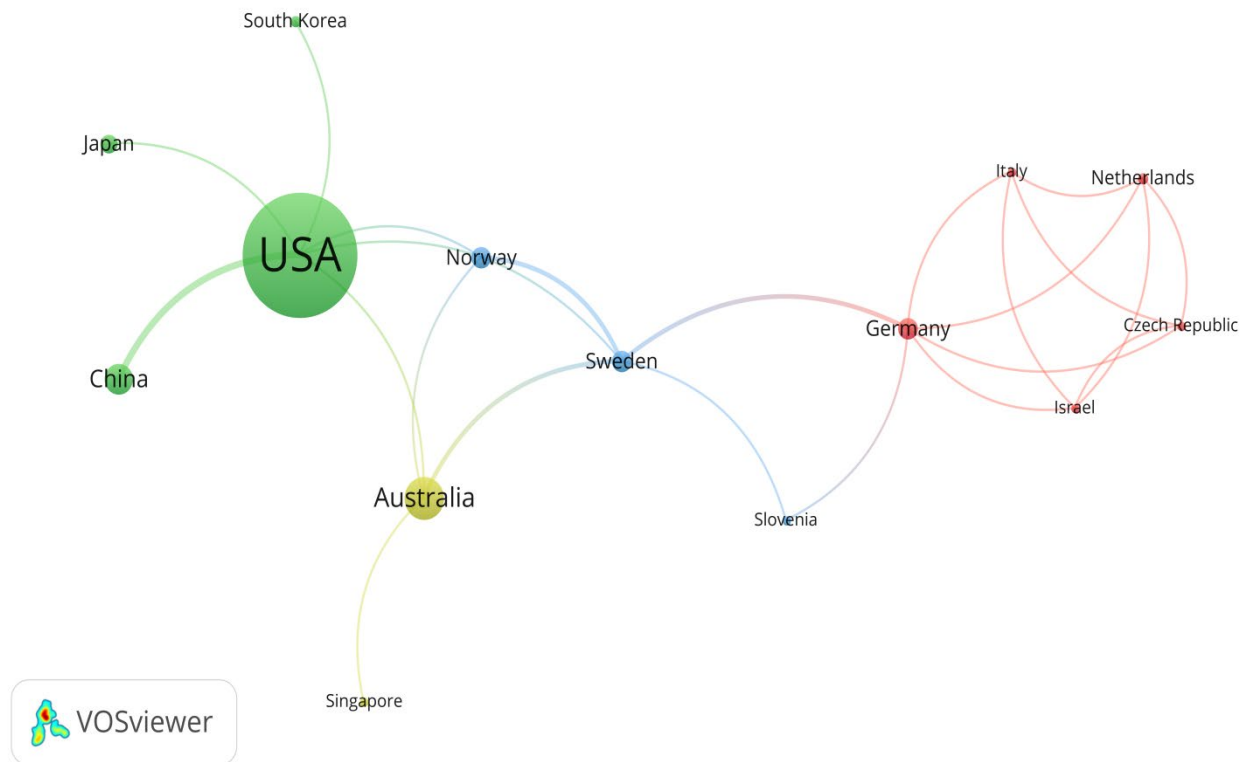 South Korea
Japan
Italy
Netherlands
USA
Norway
Germany
Czech Republic
Sweden
China
Israel
Australia
Slovenia
Singapore
VOSviewer